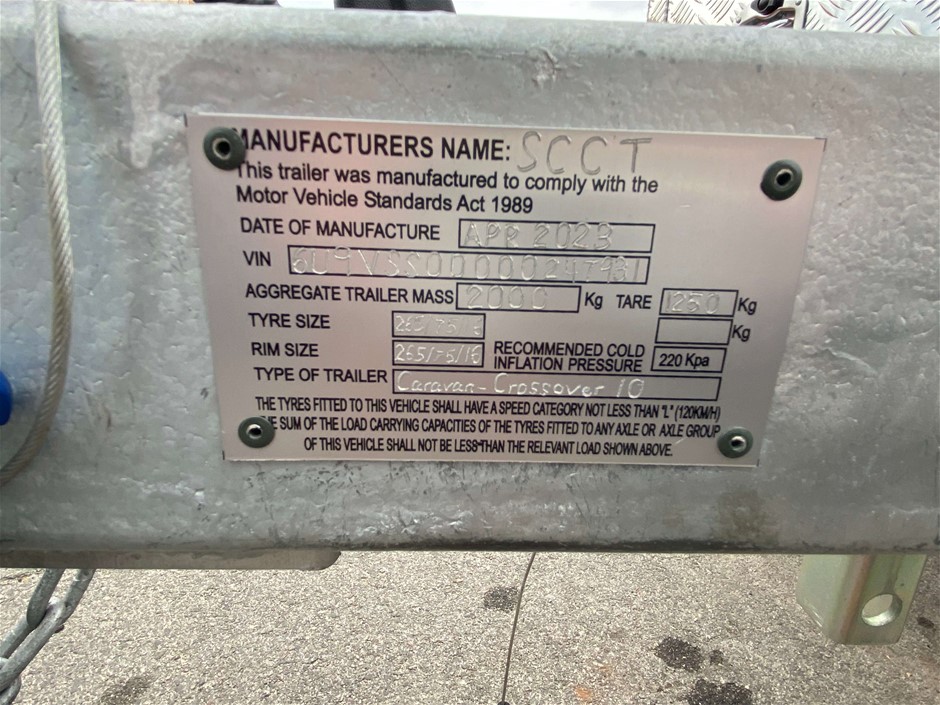 MANUFACTURERS NAME: SCCT
This trailer was manufactured to comply with the
Motor Vehicle Standards Act 1989
DATE OF MANUFACTURE APR 2023
VIN
AGGREGATE TRAILER MASS 2000 Kg TARE 1250 Kg
Kg
TYRE SIZE
RIM SIZE 265/75/16 RECOMMENDED COLD INFLATION PRESSURE 220 Kpa
TYPE OF TRAILER Caravan - Crossover 10
THE TYRES FITTED TO THIS VEHICLE SHALL HAVE A SPEED CATEGORY NOT LESS THAN "L" (120KM/H)
THE SUM OF THE LOAD CARRYING CAPACITIES OF THE TYRES FITTED TO ANY AXLE OR AXLE GROUP
OF THIS VEHICLE SHALL NOT BE LESS THAN THE RELEVANT LOAD SHOWN ABOVE.